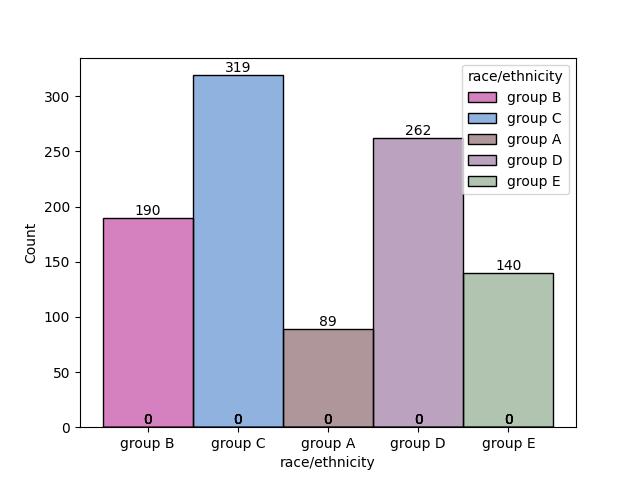 319
race/ethnicity
group B
group C
group A
group D
group E
262
190
140
89
0 0 0 0 0
300
250
200
150
100
50
0
Count
group B group C group A group D group E
race/ethnicity